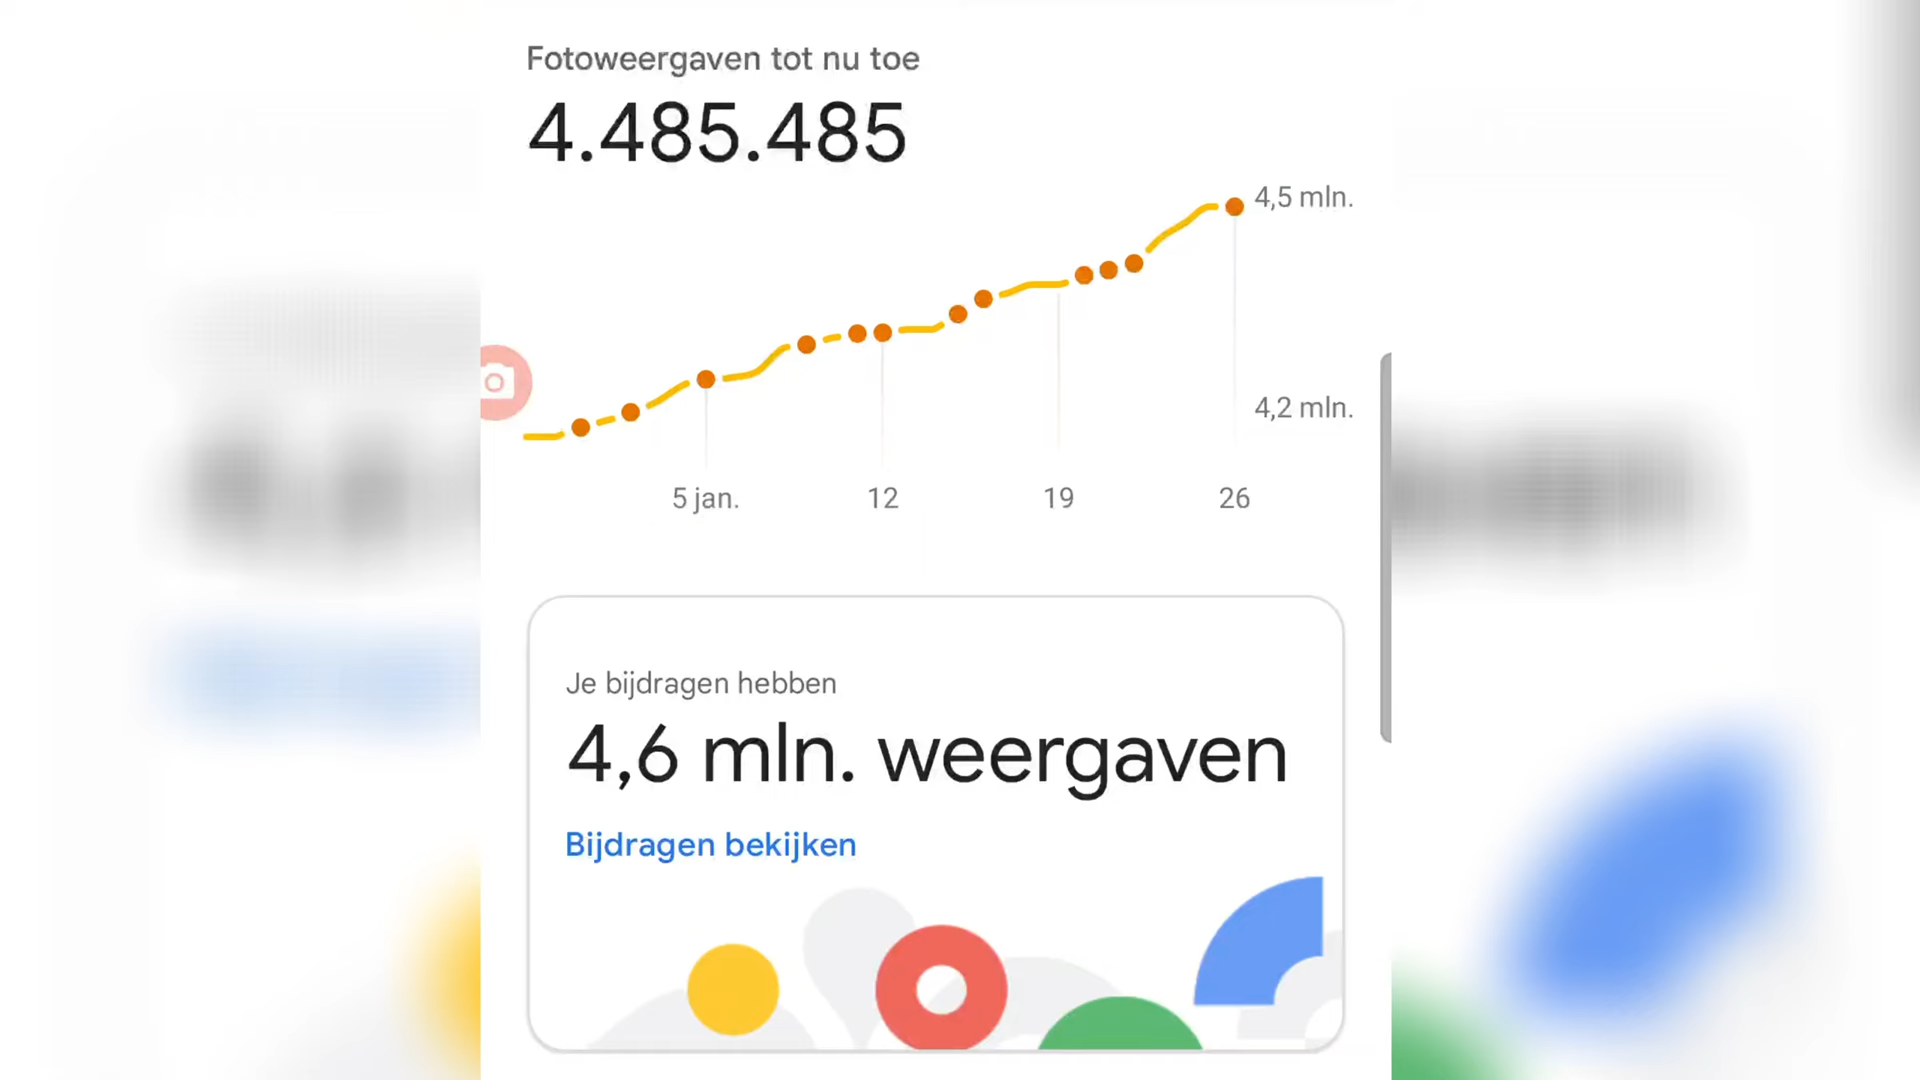 Fotoweergaven tot nu toe
4.485.485
4,5 mln.
4,2 mln.
5 jan. 12 19 26
Je bijdragen hebben
4,6 mln. weergaven
Bijdragen bekijken